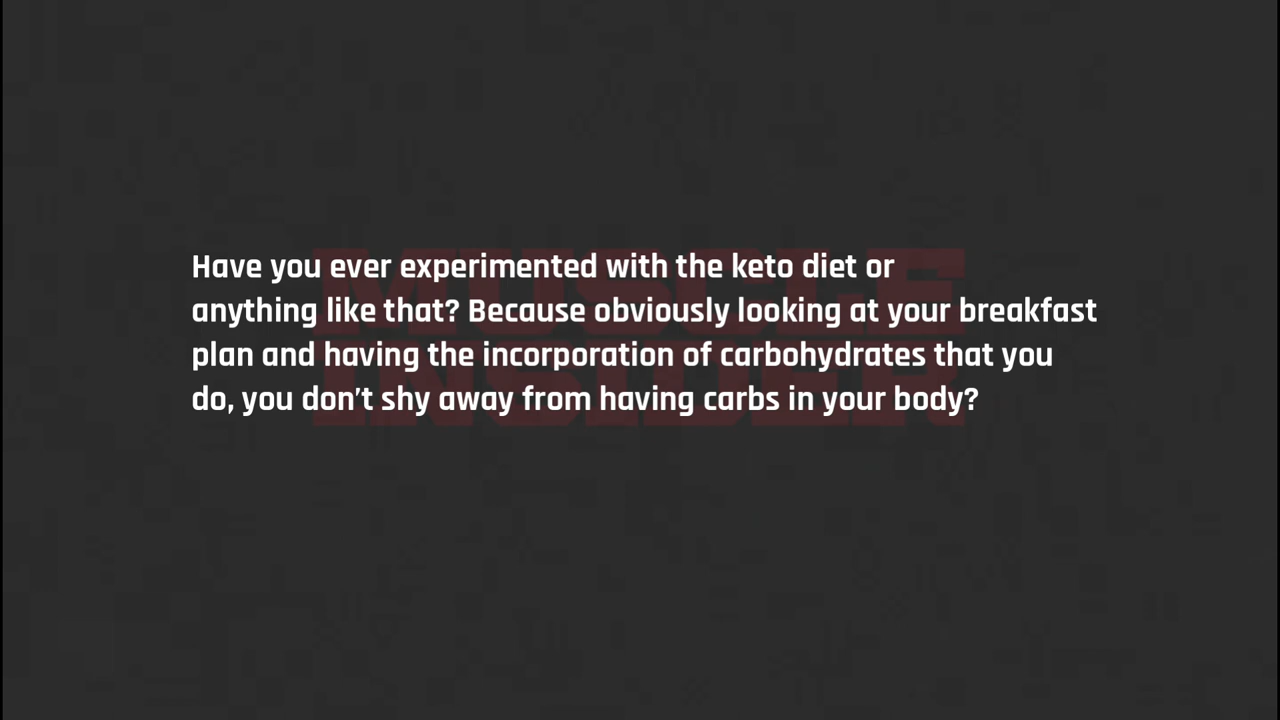 MUSCLE
INSIDER
Have you ever experimented with the keto diet or
anything like that? Because obviously looking at your breakfast
plan and having the incorporation of carbohydrates that you
do, you don’t shy away from having carbs in your body?